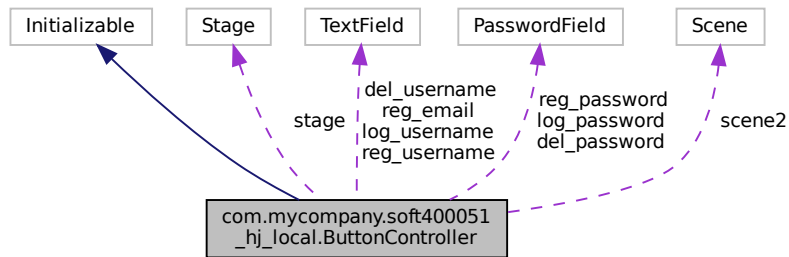 Initializable
Stage
TextField
PasswordField
Scene
stage
del_username
reg_email
log_username
reg_username
reg_password
log_password
del_password
scene2
com.mycompany.soft400051
_hj_local.ButtonController